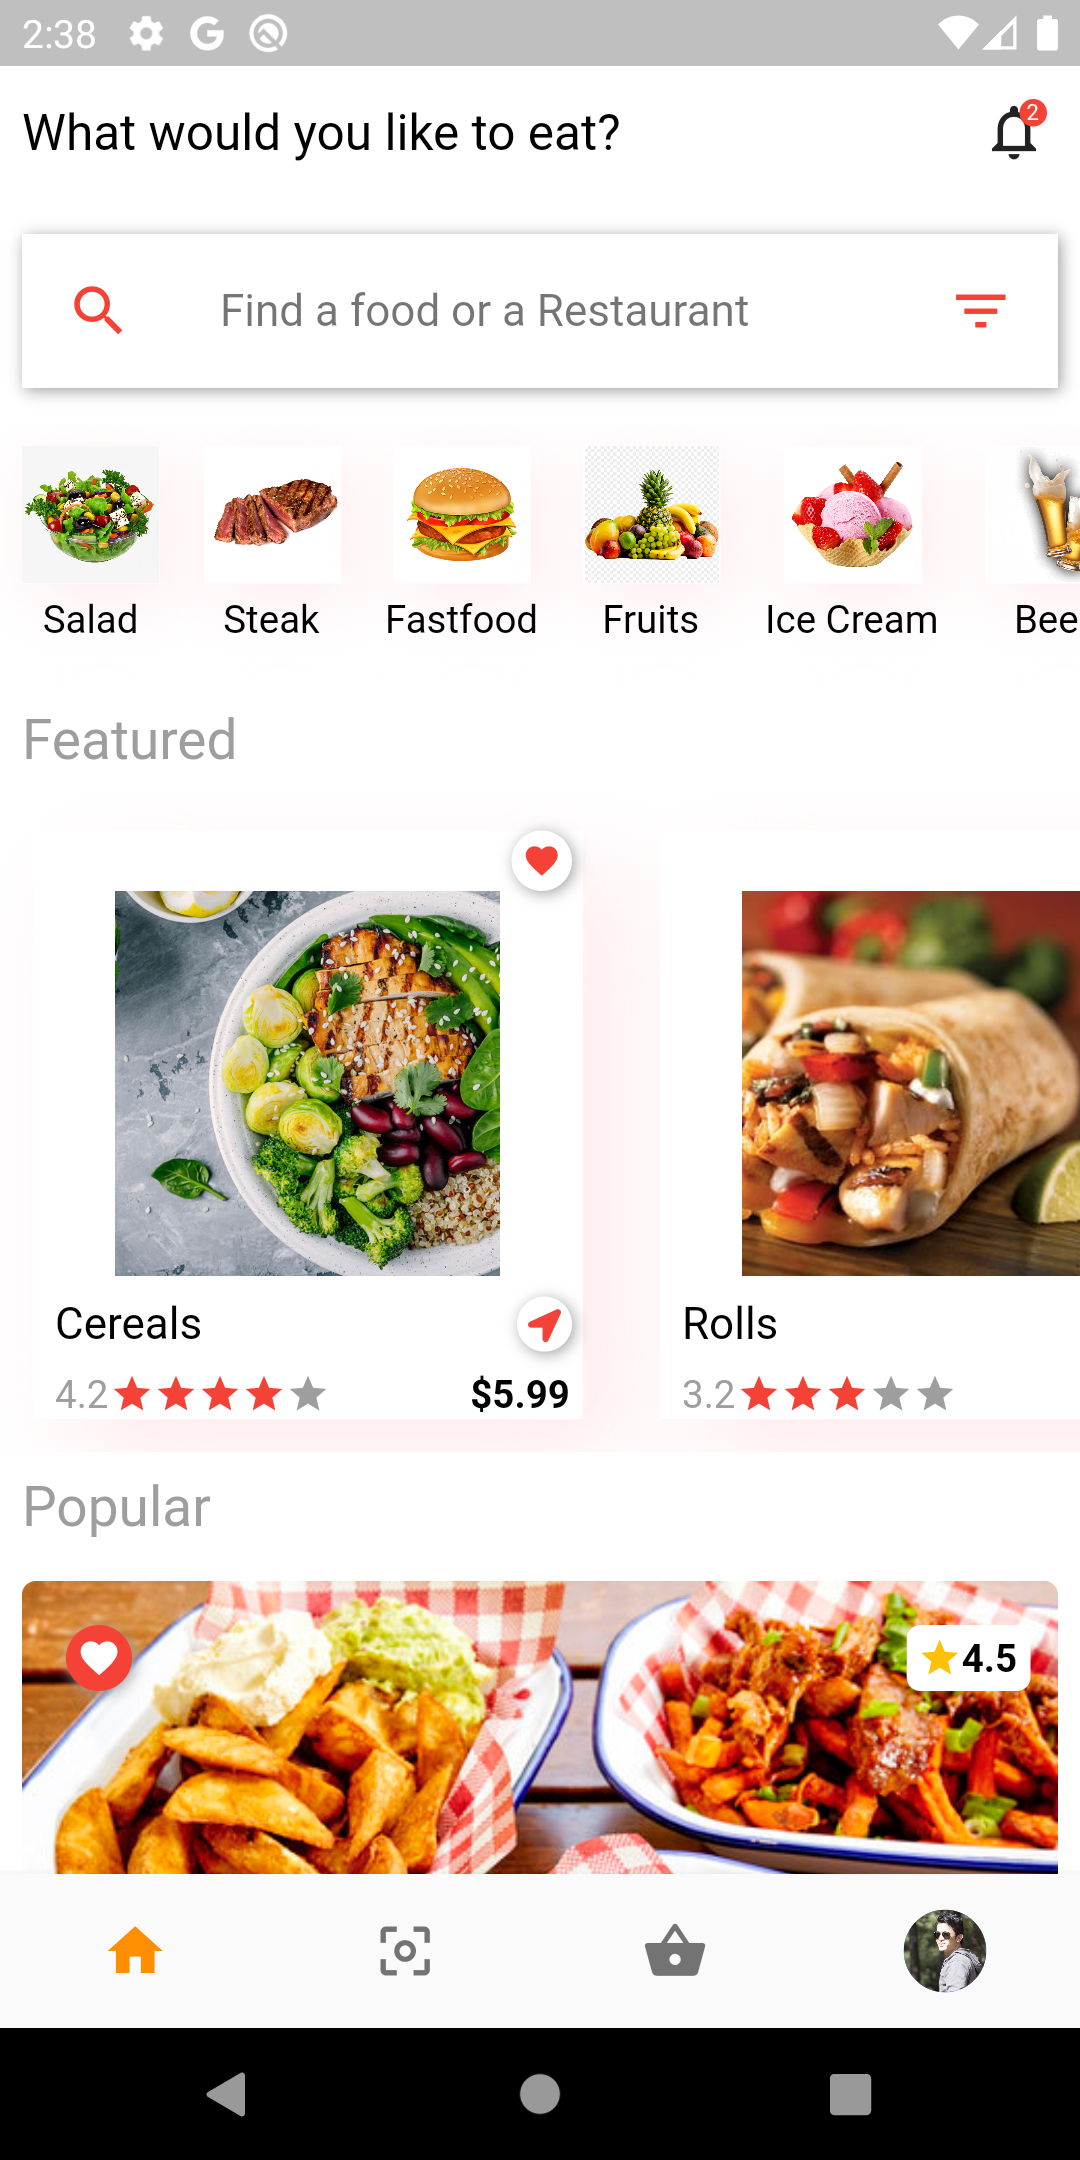 2:38
What would you like to eat?
2
Find a food or a Restaurant
Salad
Steak
Fastfood
Fruits
Ice Cream
Bee
Featured
Cereals
Rolls
4.2
$5.99
3.2
Popular
4.5